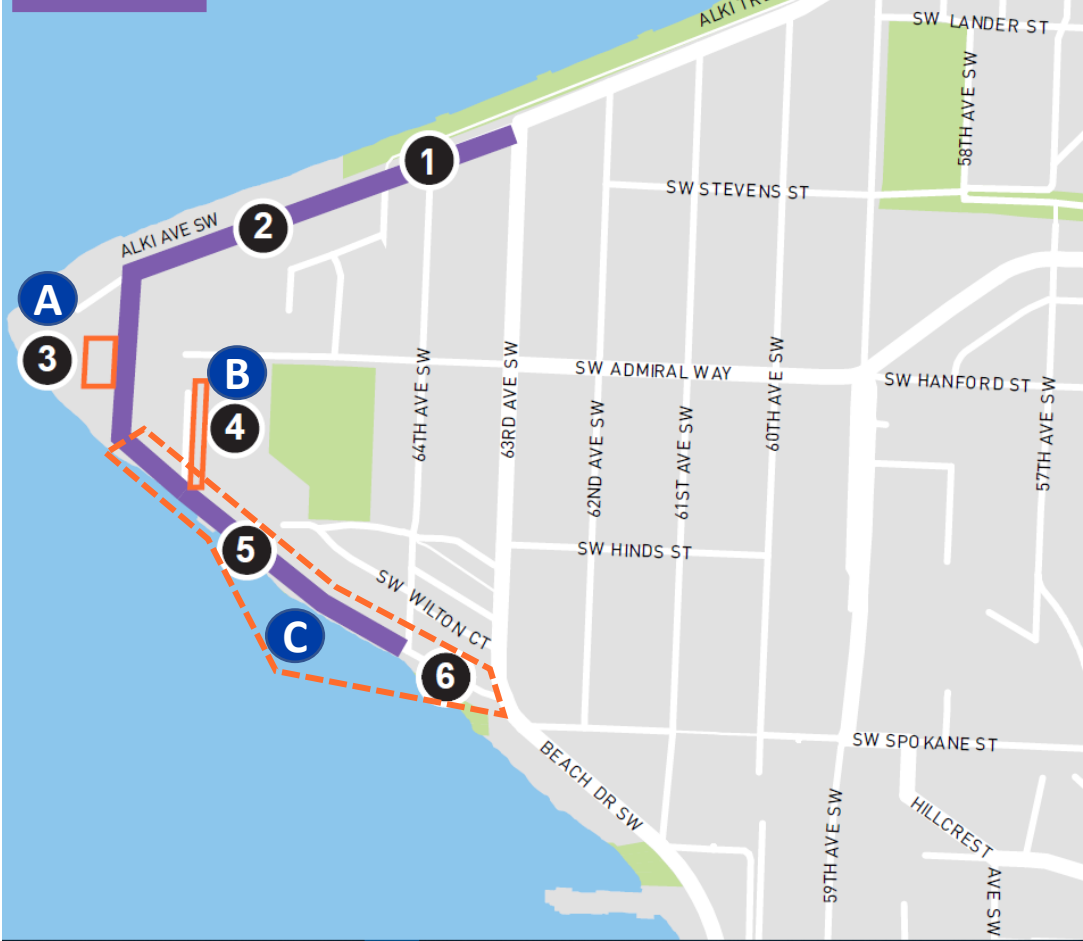 ALKI
SW LANDER ST
58TH AVE SW
1
SW STEVENS ST
2
ALKI AVE SW
A
3
B
4
SW ADMIRAL WAY
SW HANFORD ST
64TH AVE SW
63RD AVE SW
62ND AVE SW
61ST AVE SW
60TH AVE SW
57TH AVE SW
5
SW HINDS ST
SW WILTON CT
C
6
SW SPOKANE ST
BEACH DR SW
59TH AVE SW
HILLCREST AVE SW